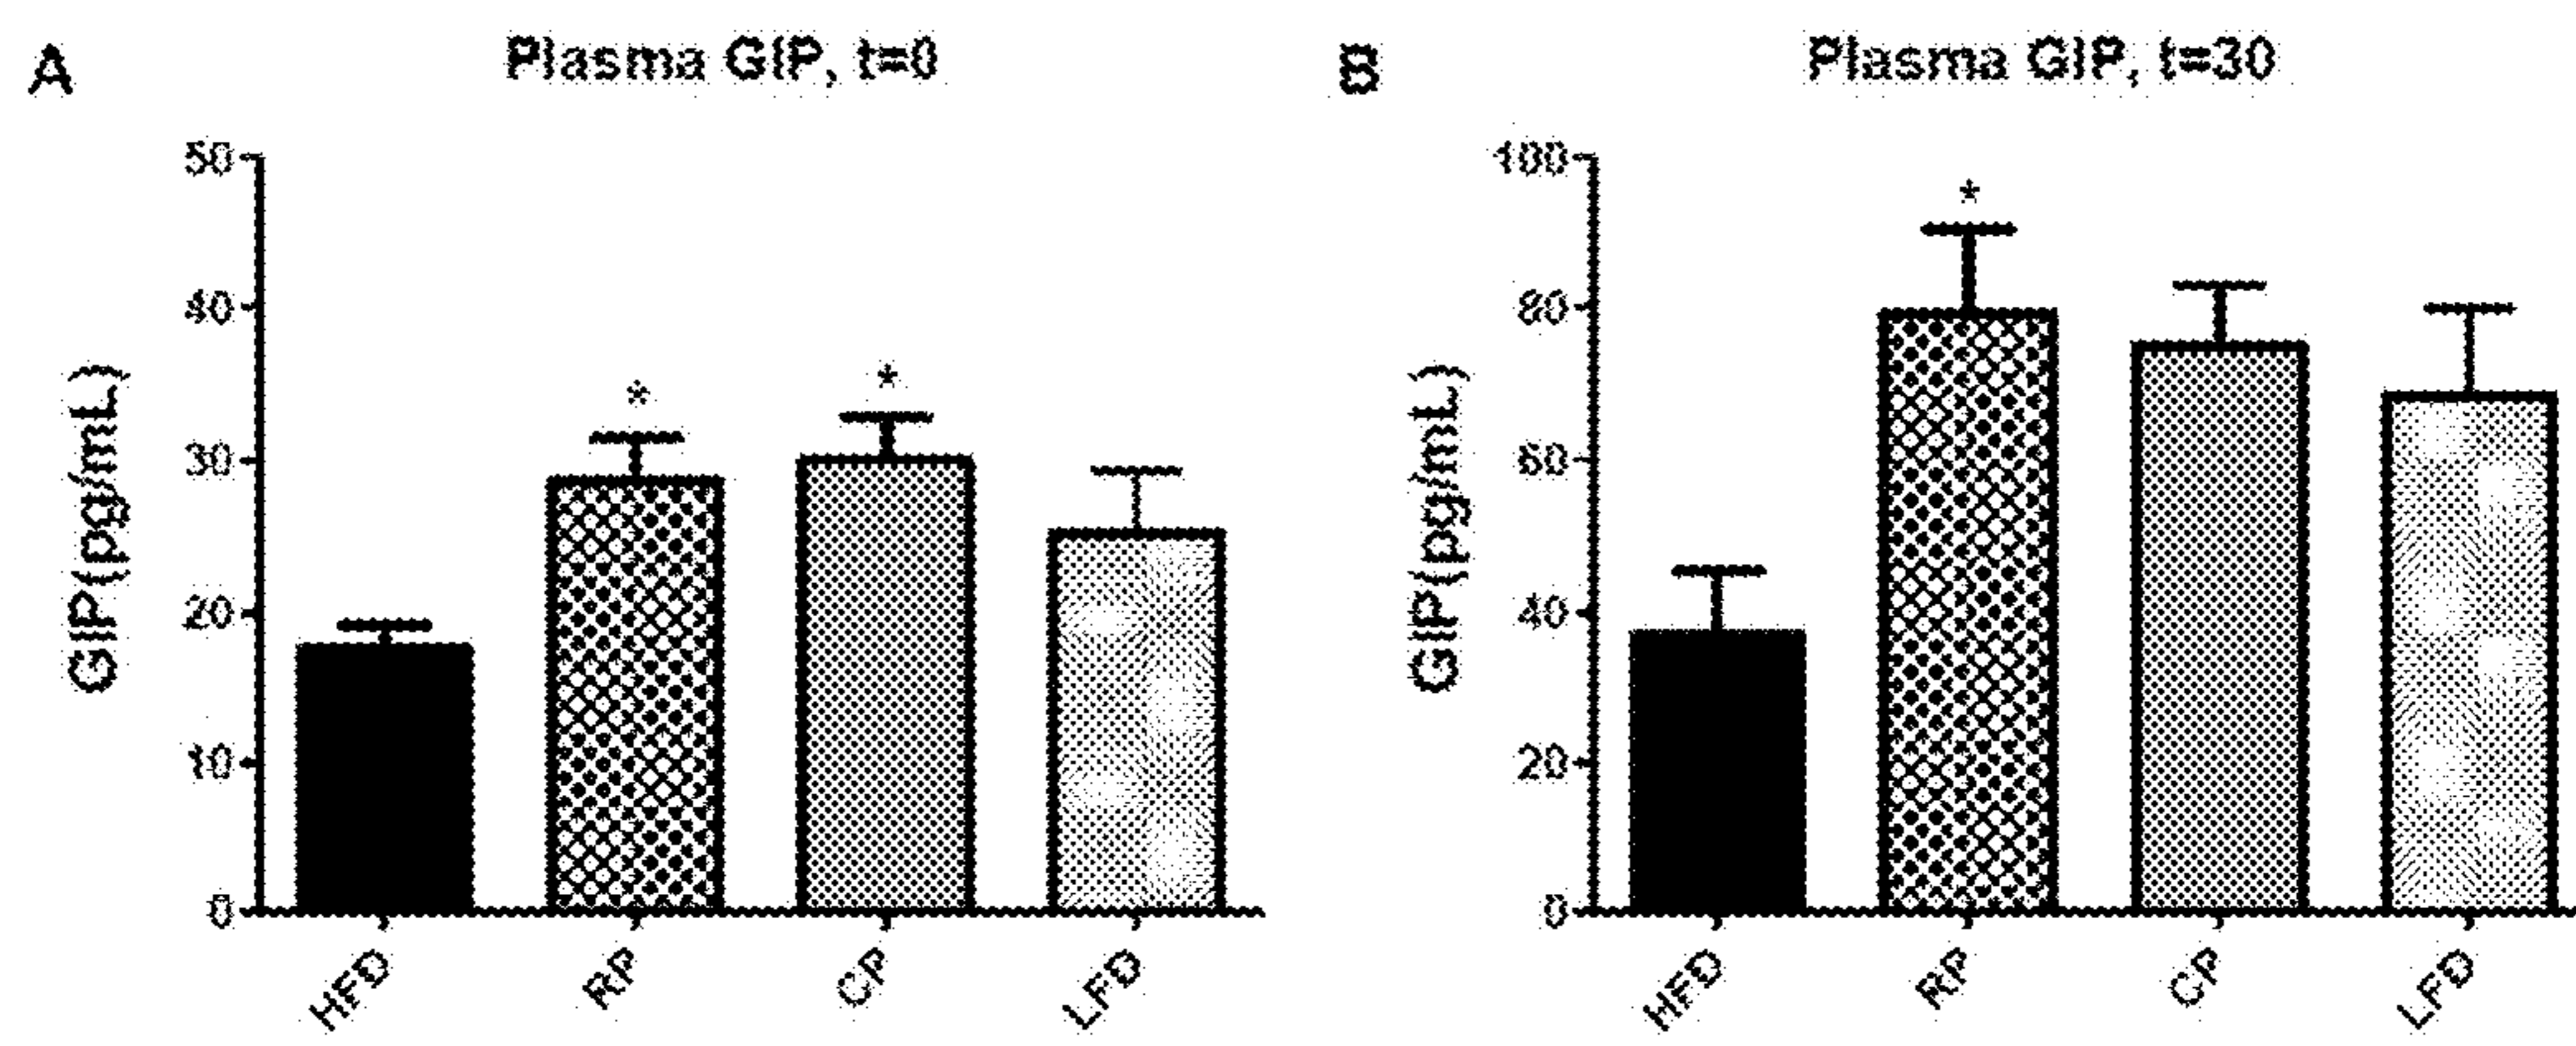 A
Plasma GIP, t=0
50
40
30
20
10
0
GIP(pg/mL)
*
*
HFD
RP
CP
LFD
B
Plasma GIP, t=30
100
80
60
40
20
0
GIP(pg/mL)
*
HFD
RP
CP
LFD